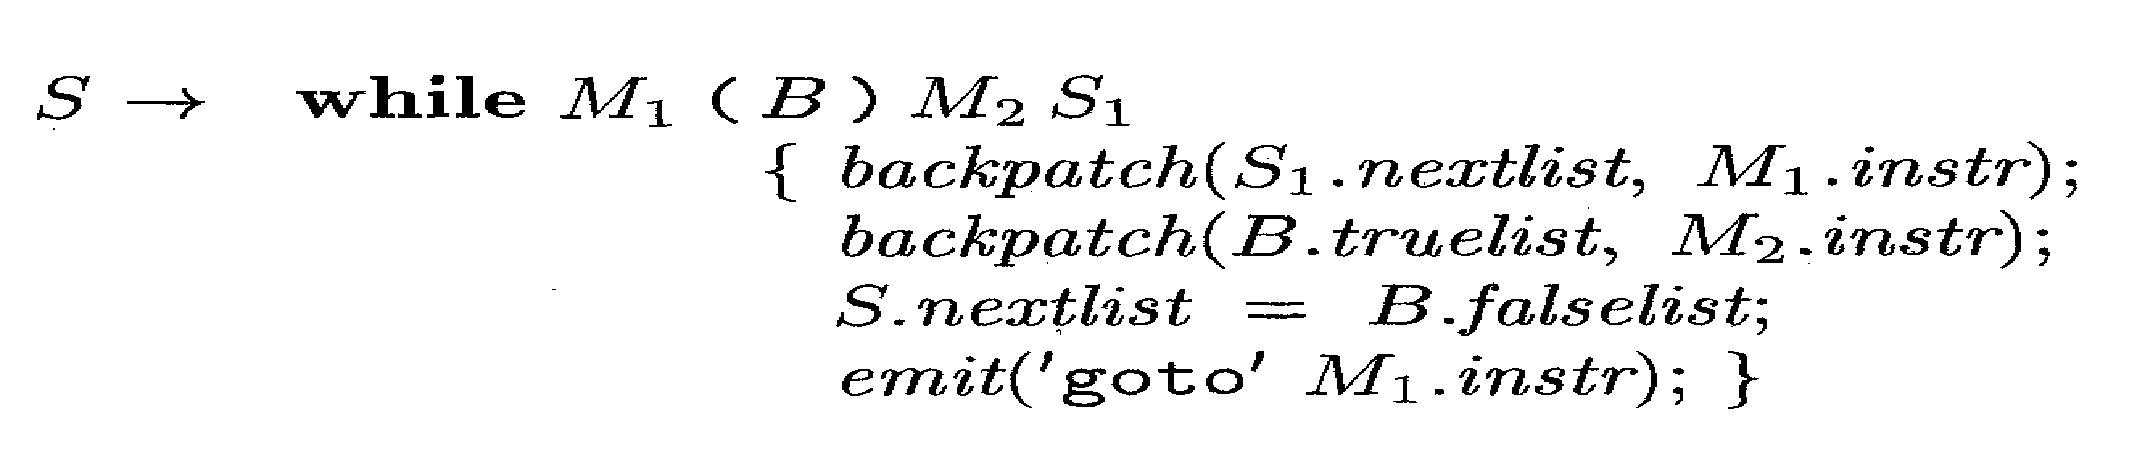 S → while M₁ ( B ) M₂ S₁
{ backpatch(S₁.nextlist, M₁.instr);
backpatch(B.truelist, M₂.instr);
S.nextlist = B.falselist;
emit('goto' M₁.instr); }